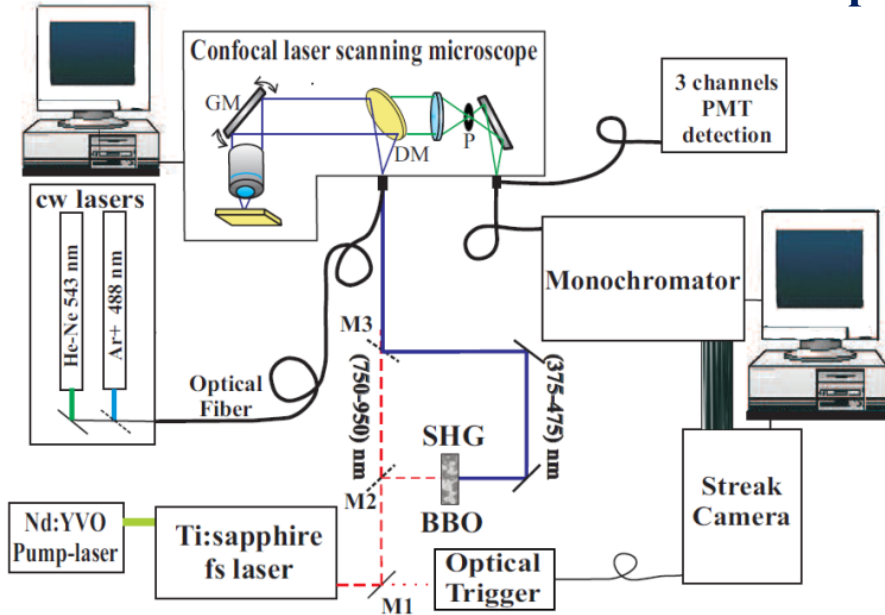 Confocal laser scanning microscope
GM
DM
P
3 channels
PMT
detection
cw lasers
He-Ne 543 nm
Ar+ 488 nm
Optical
Fiber
Monochromator
M3
(750-950) nm
(375-475) nm
SHG
BBO
M2
Streak
Camera
Nd:YVO
Pump-laser
Ti:sapphire
fs laser
M1
Optical
Trigger